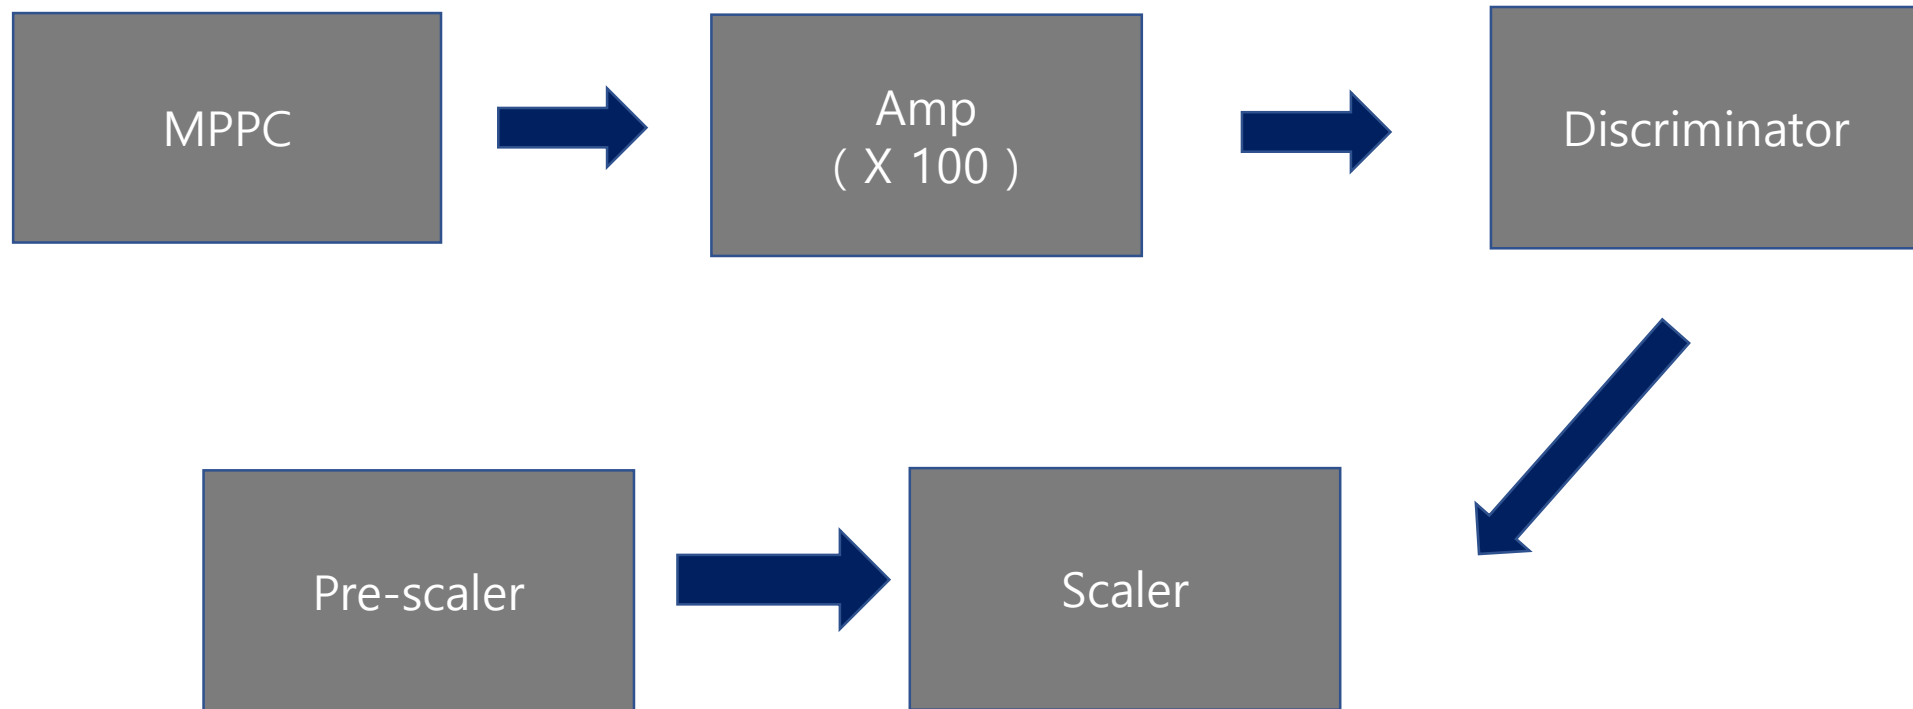 MPPC
Amp
( X 100 )
Discriminator
Pre-scaler
Scaler